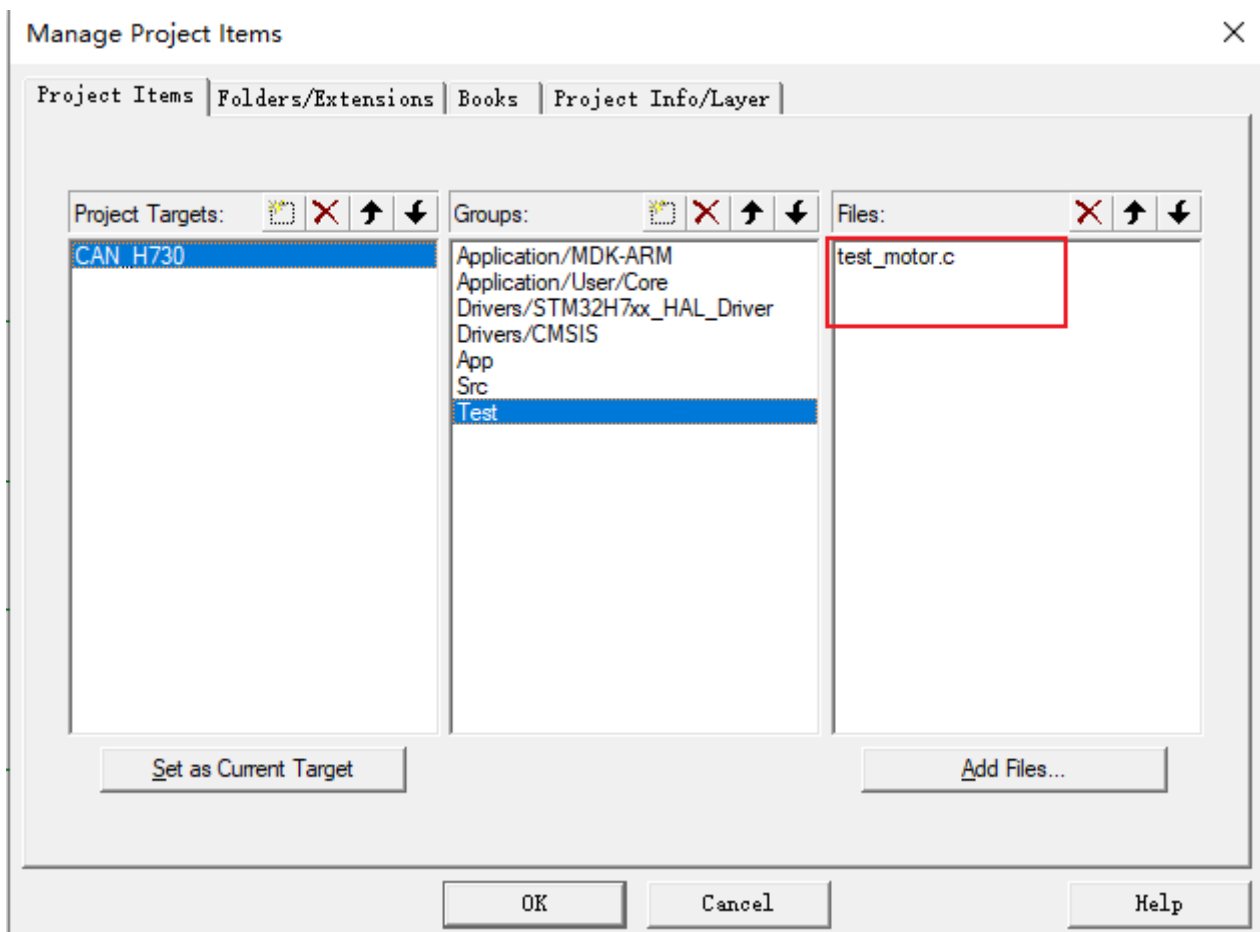 Manage Project Items
Project Items Folders/Extensions Books Project Info/Layer
Project Targets: Groups: Files:
CAN_H730
Application/MDK-ARM
Application/User/Core
Drivers/STM32H7xx_HAL_Driver
Drivers/CMSIS
App
Src
Test
test_motor.c
Set as Current Target Add Files...
OK Cancel Help